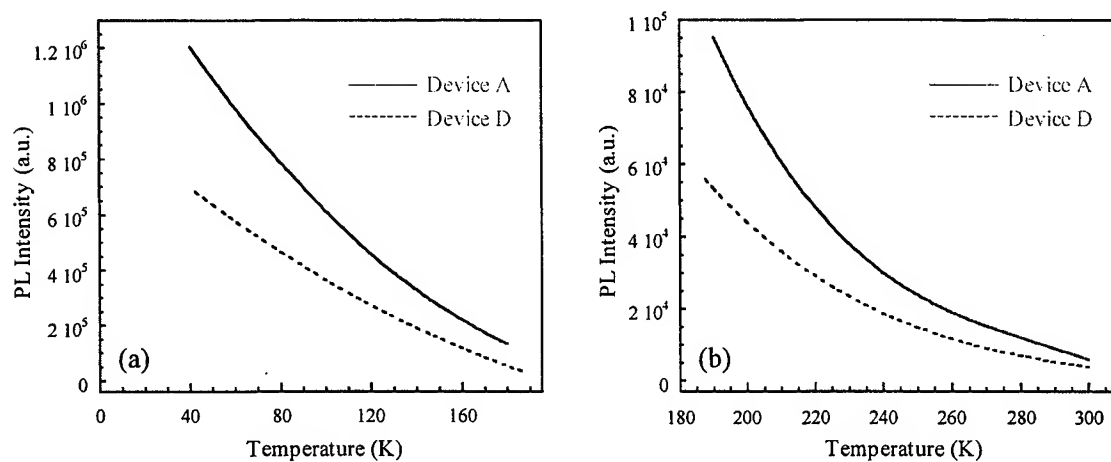 1.2 10⁶
1 10⁶
8 10⁵
6 10⁵
4 10⁵
2 10⁵
0
PL Intensity (a.u.)
Device A
Device D
(a)
0 40 80 120 160
Temperature (K)
1 10⁵
8 10⁴
6 10⁴
4 10⁴
2 10⁴
0
PL Intensity (a.u.)
Device A
Device D
(b)
180 200 220 240 260 280 300
Temperature (K)